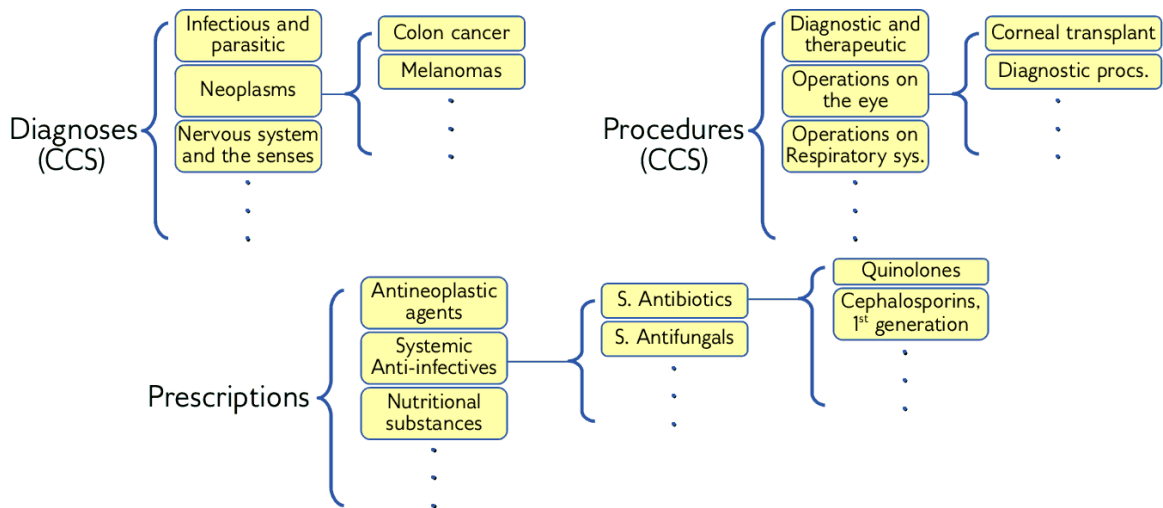 Infectious and
parasitic
Neoplasms
Nervous system
and the senses
Colon cancer
Melanomas
Diagnoses
(CCS)
Diagnostic and
therapeutic
Operations on
the eye
Operations on
Respiratory sys.
Corneal transplant
Diagnostic procs.
Procedures
(CCS)
Prescriptions
Antineoplastic
agents
Systemic
Anti-infectives
Nutritional
substances
S. Antibiotics
S. Antifungals
Quinolones
Cephalosporins,
1st generation